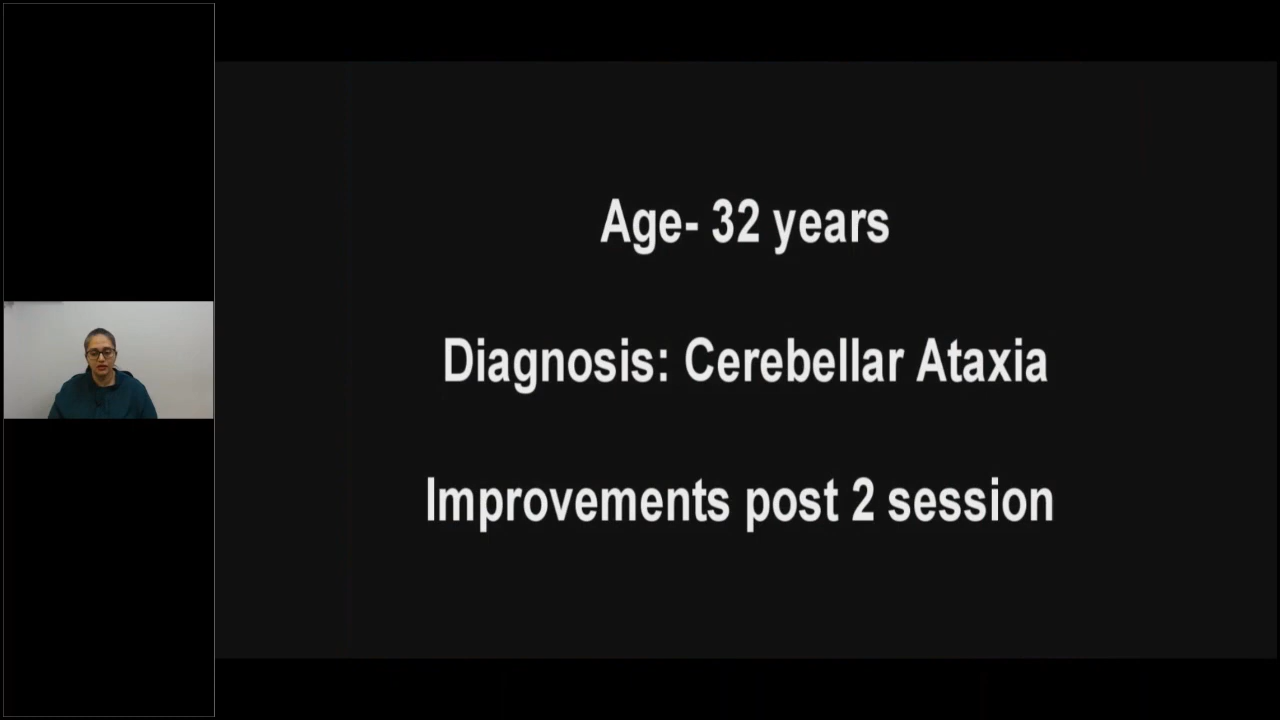 Age- 32 years
Diagnosis: Cerebellar Ataxia
Improvements post 2 session